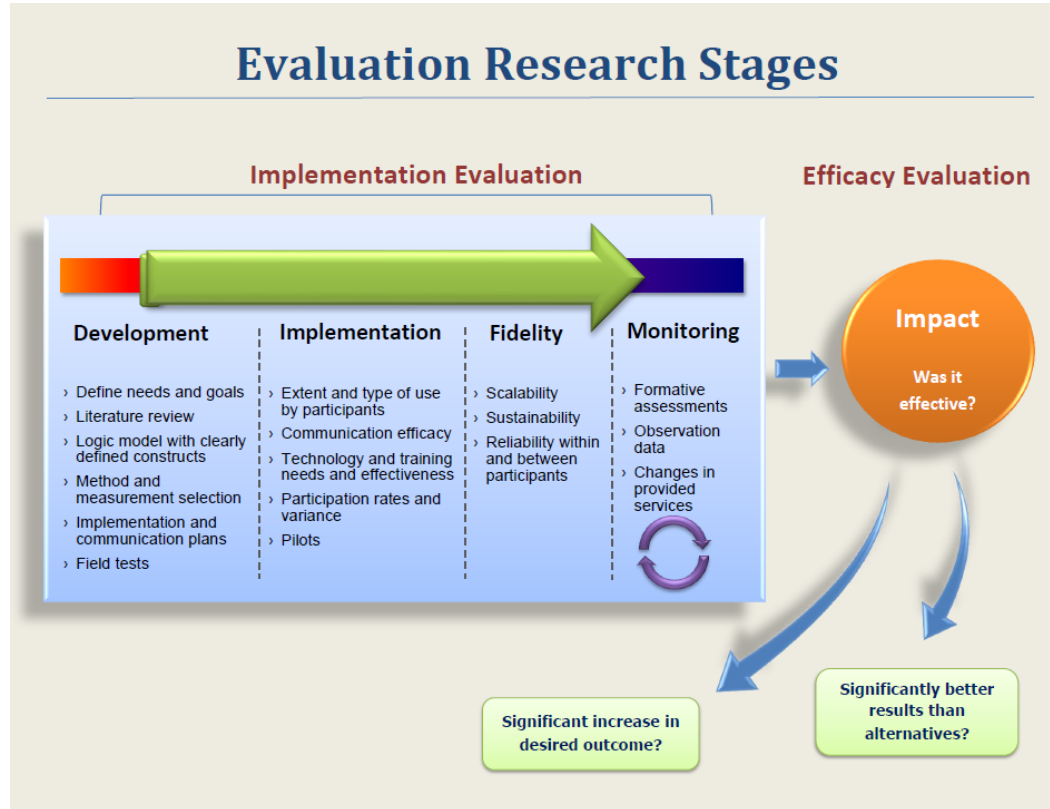 Evaluation Research Stages
Implementation Evaluation
Efficacy Evaluation
Development
› Define needs and goals
› Literature review
› Logic model with clearly
defined constructs
› Method and
measurement selection
› Implementation and
communication plans
› Field tests
Implementation
› Extent and type of use
by participants
› Communication efficacy
› Technology and training
needs and effectiveness
› Participation rates and
variance
› Pilots
Fidelity
› Scalability
› Sustainability
› Reliability within
and between
participants
Monitoring
› Formative
assessments
› Observation
data
› Changes in
provided
services
Impact
Was it
effective?
Significant increase in
desired outcome?
Significantly better
results than
alternatives?